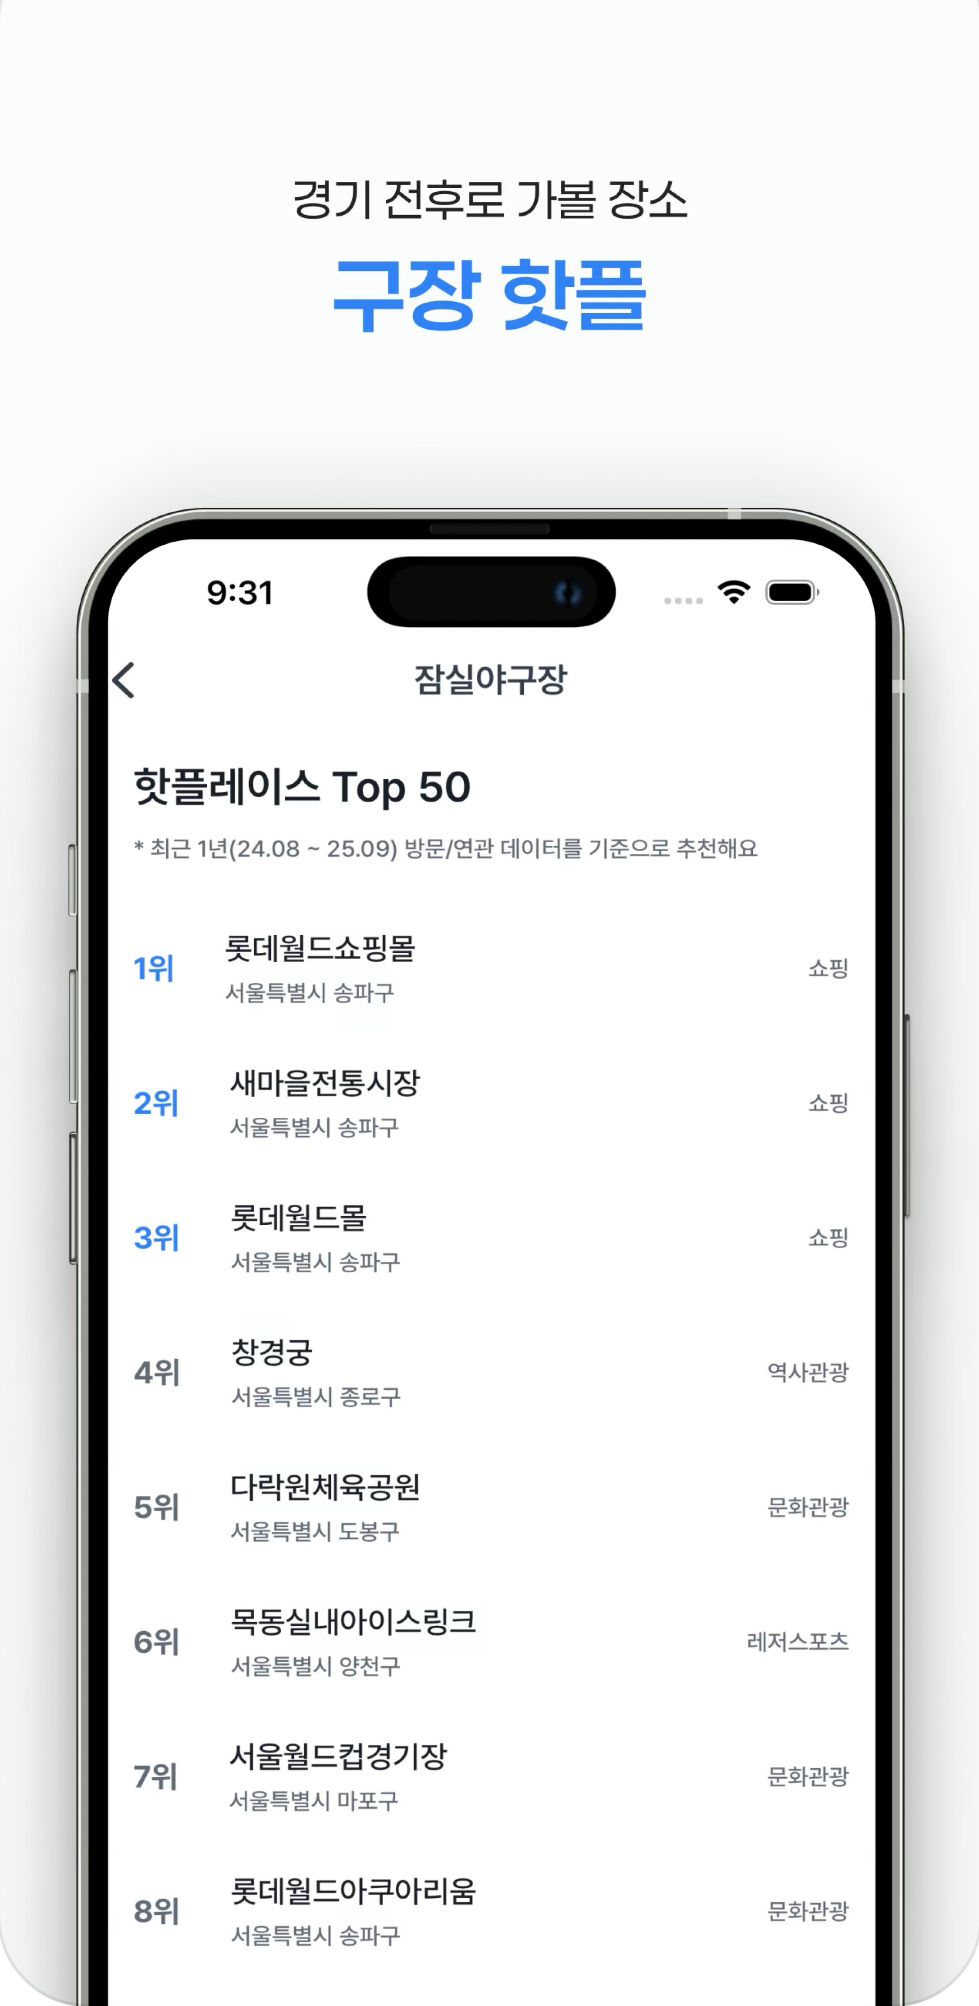 경기 전후로 가볼 장소
구장 핫플
9:31
잠실야구장
핫플레이스 Top 50
* 최근 1년(24.08 ~ 25.09) 방문/연관 데이터를 기준으로 추천해요
1위
롯데월드쇼핑몰
서울특별시 송파구
쇼핑
2위
새마을전통시장
서울특별시 송파구
쇼핑
3위
롯데월드몰
서울특별시 송파구
쇼핑
4위
창경궁
서울특별시 종로구
역사관광
5위
다락원체육공원
서울특별시 도봉구
문화관광
6위
목동실내아이스링크
서울특별시 양천구
레저스포츠
7위
서울월드컵경기장
서울특별시 마포구
문화관광
8위
롯데월드아쿠아리움
서울특별시 송파구
문화관광